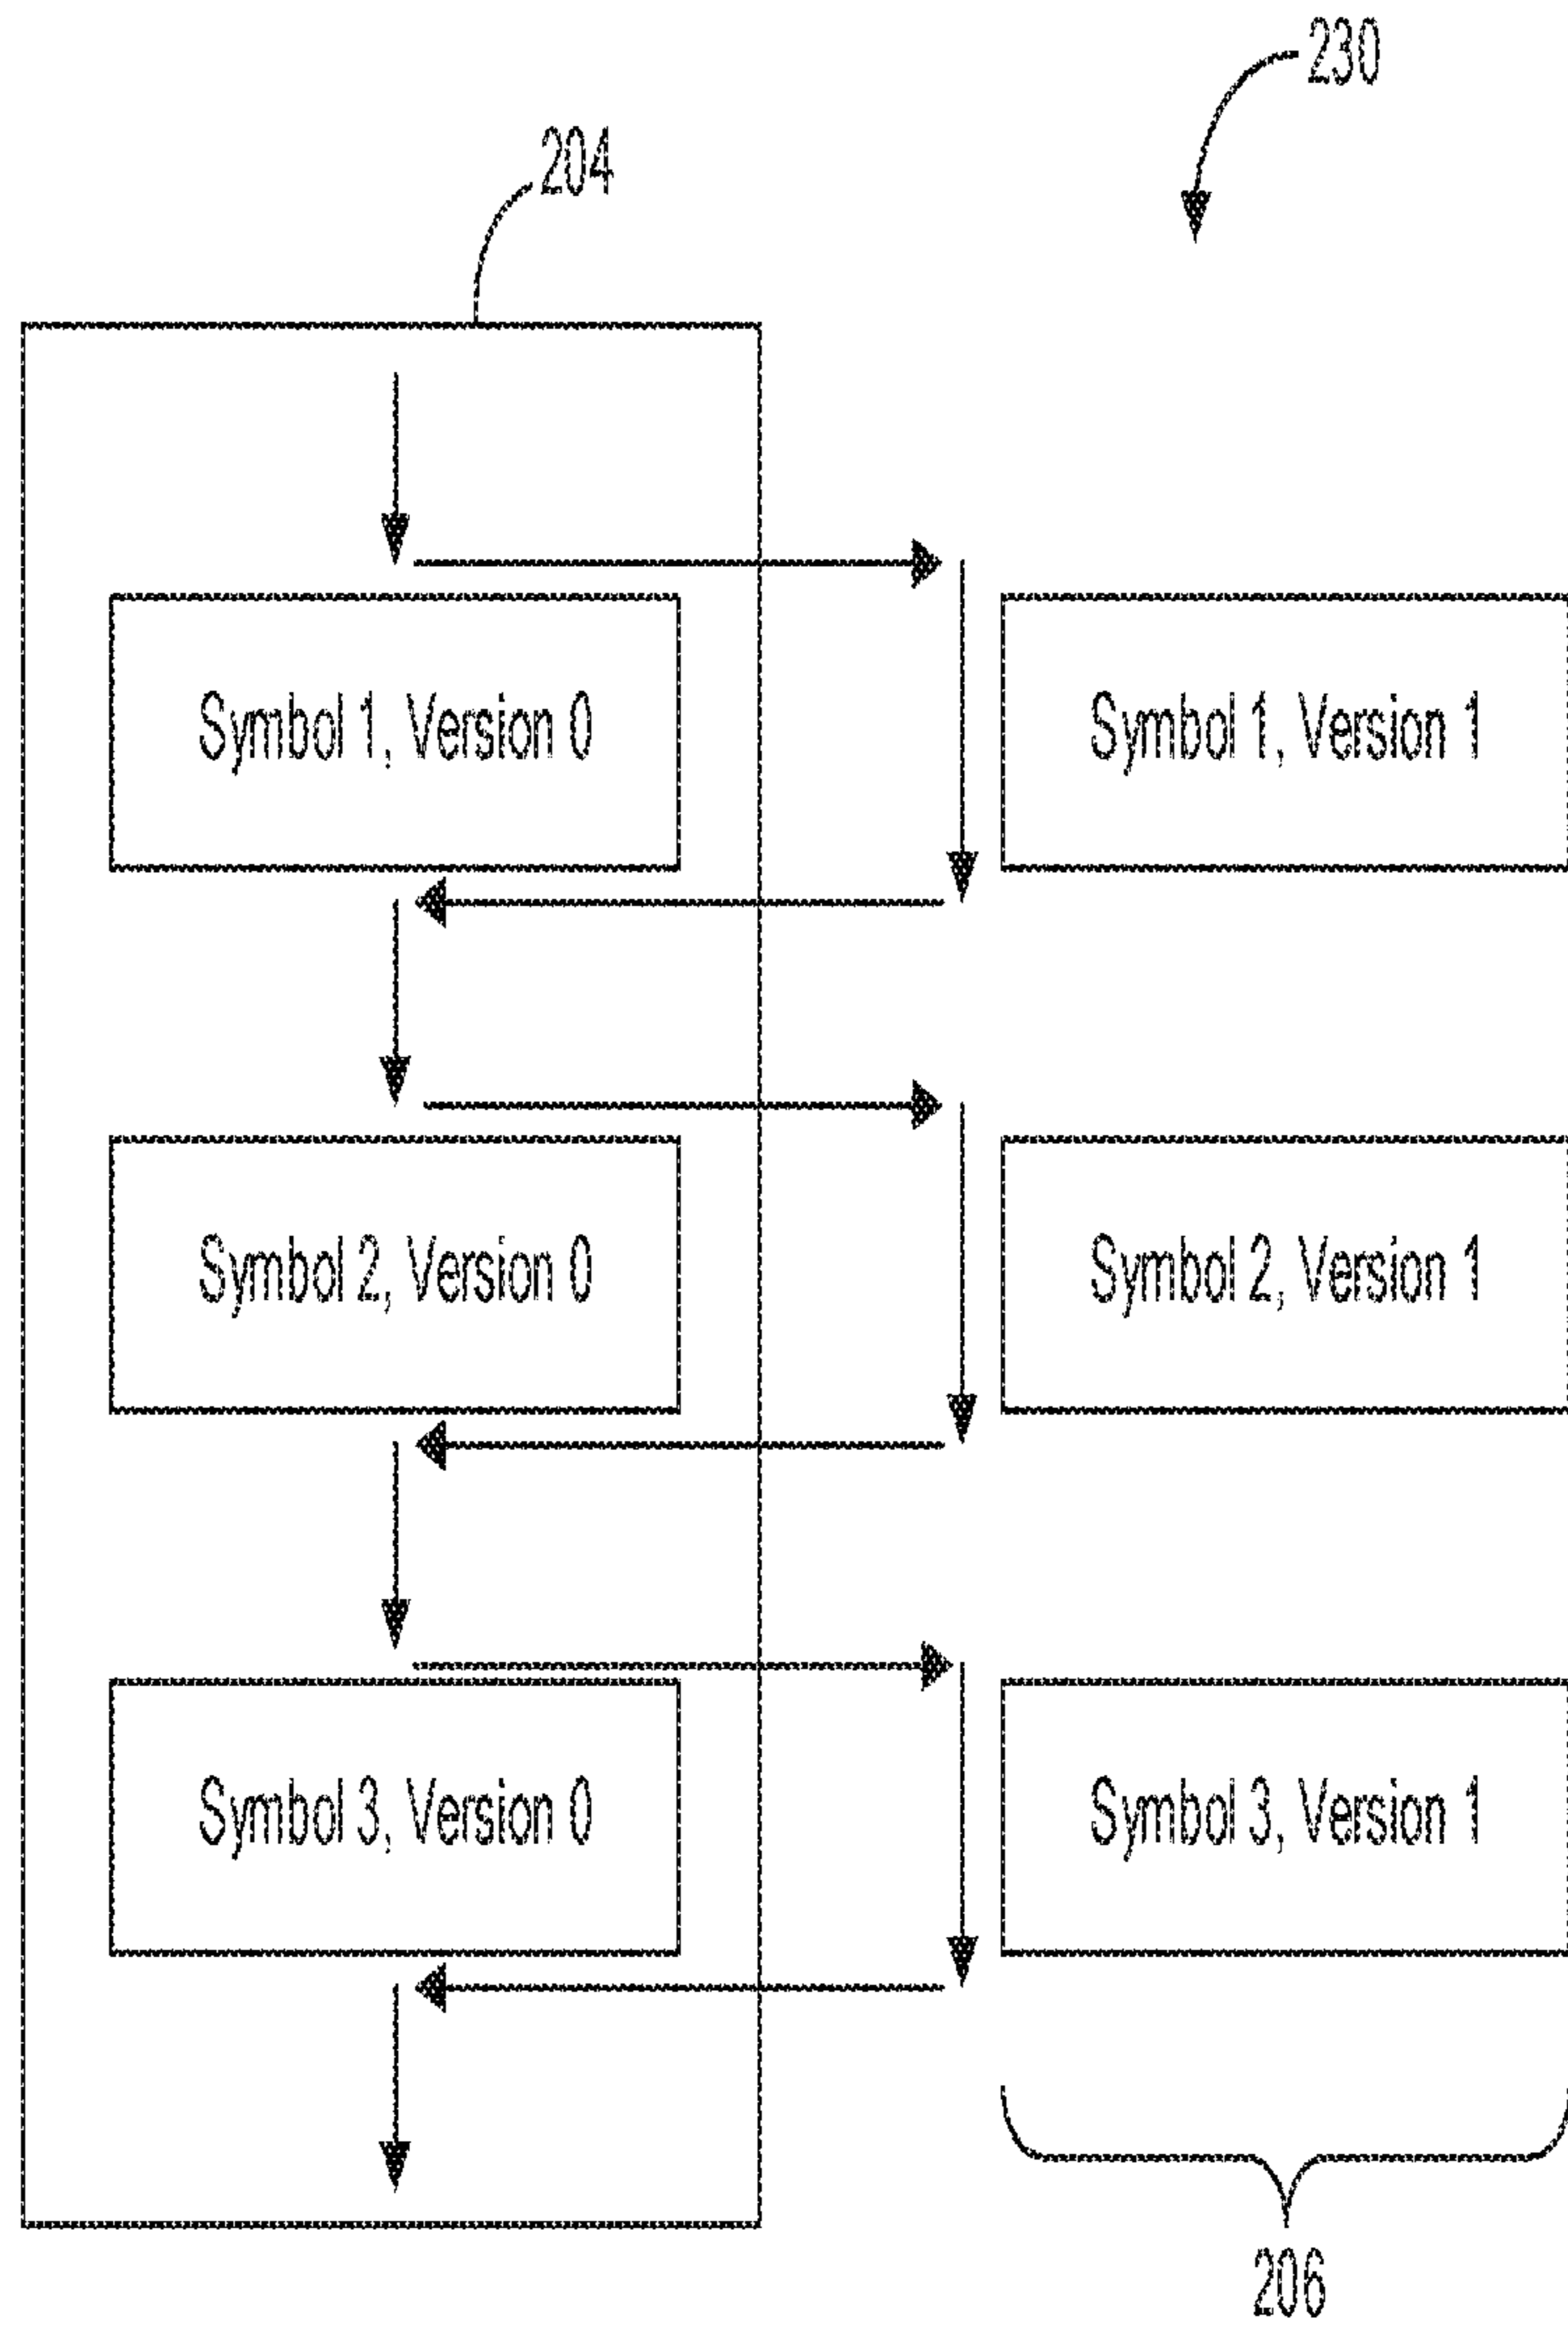 230
204
Symbol 1, Version 0
Symbol 1, Version 1
Symbol 2, Version 0
Symbol 2, Version 1
Symbol 3, Version 0
Symbol 3, Version 1
206